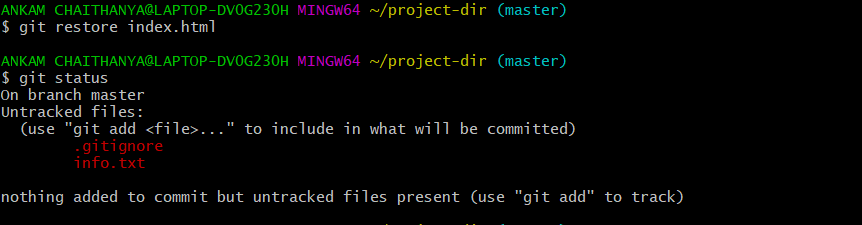 ANKAM CHAITHANYA@LAPTOP-DVOG23OH MINGW64 ~/project-dir (master)
$ git restore index.html
ANKAM CHAITHANYA@LAPTOP-DVOG23OH MINGW64 ~/project-dir (master)
$ git status
On branch master
Untracked files:
  (use "git add <file>..." to include in what will be committed)
        .gitignore
        info.txt
nothing added to commit but untracked files present (use "git add" to track)